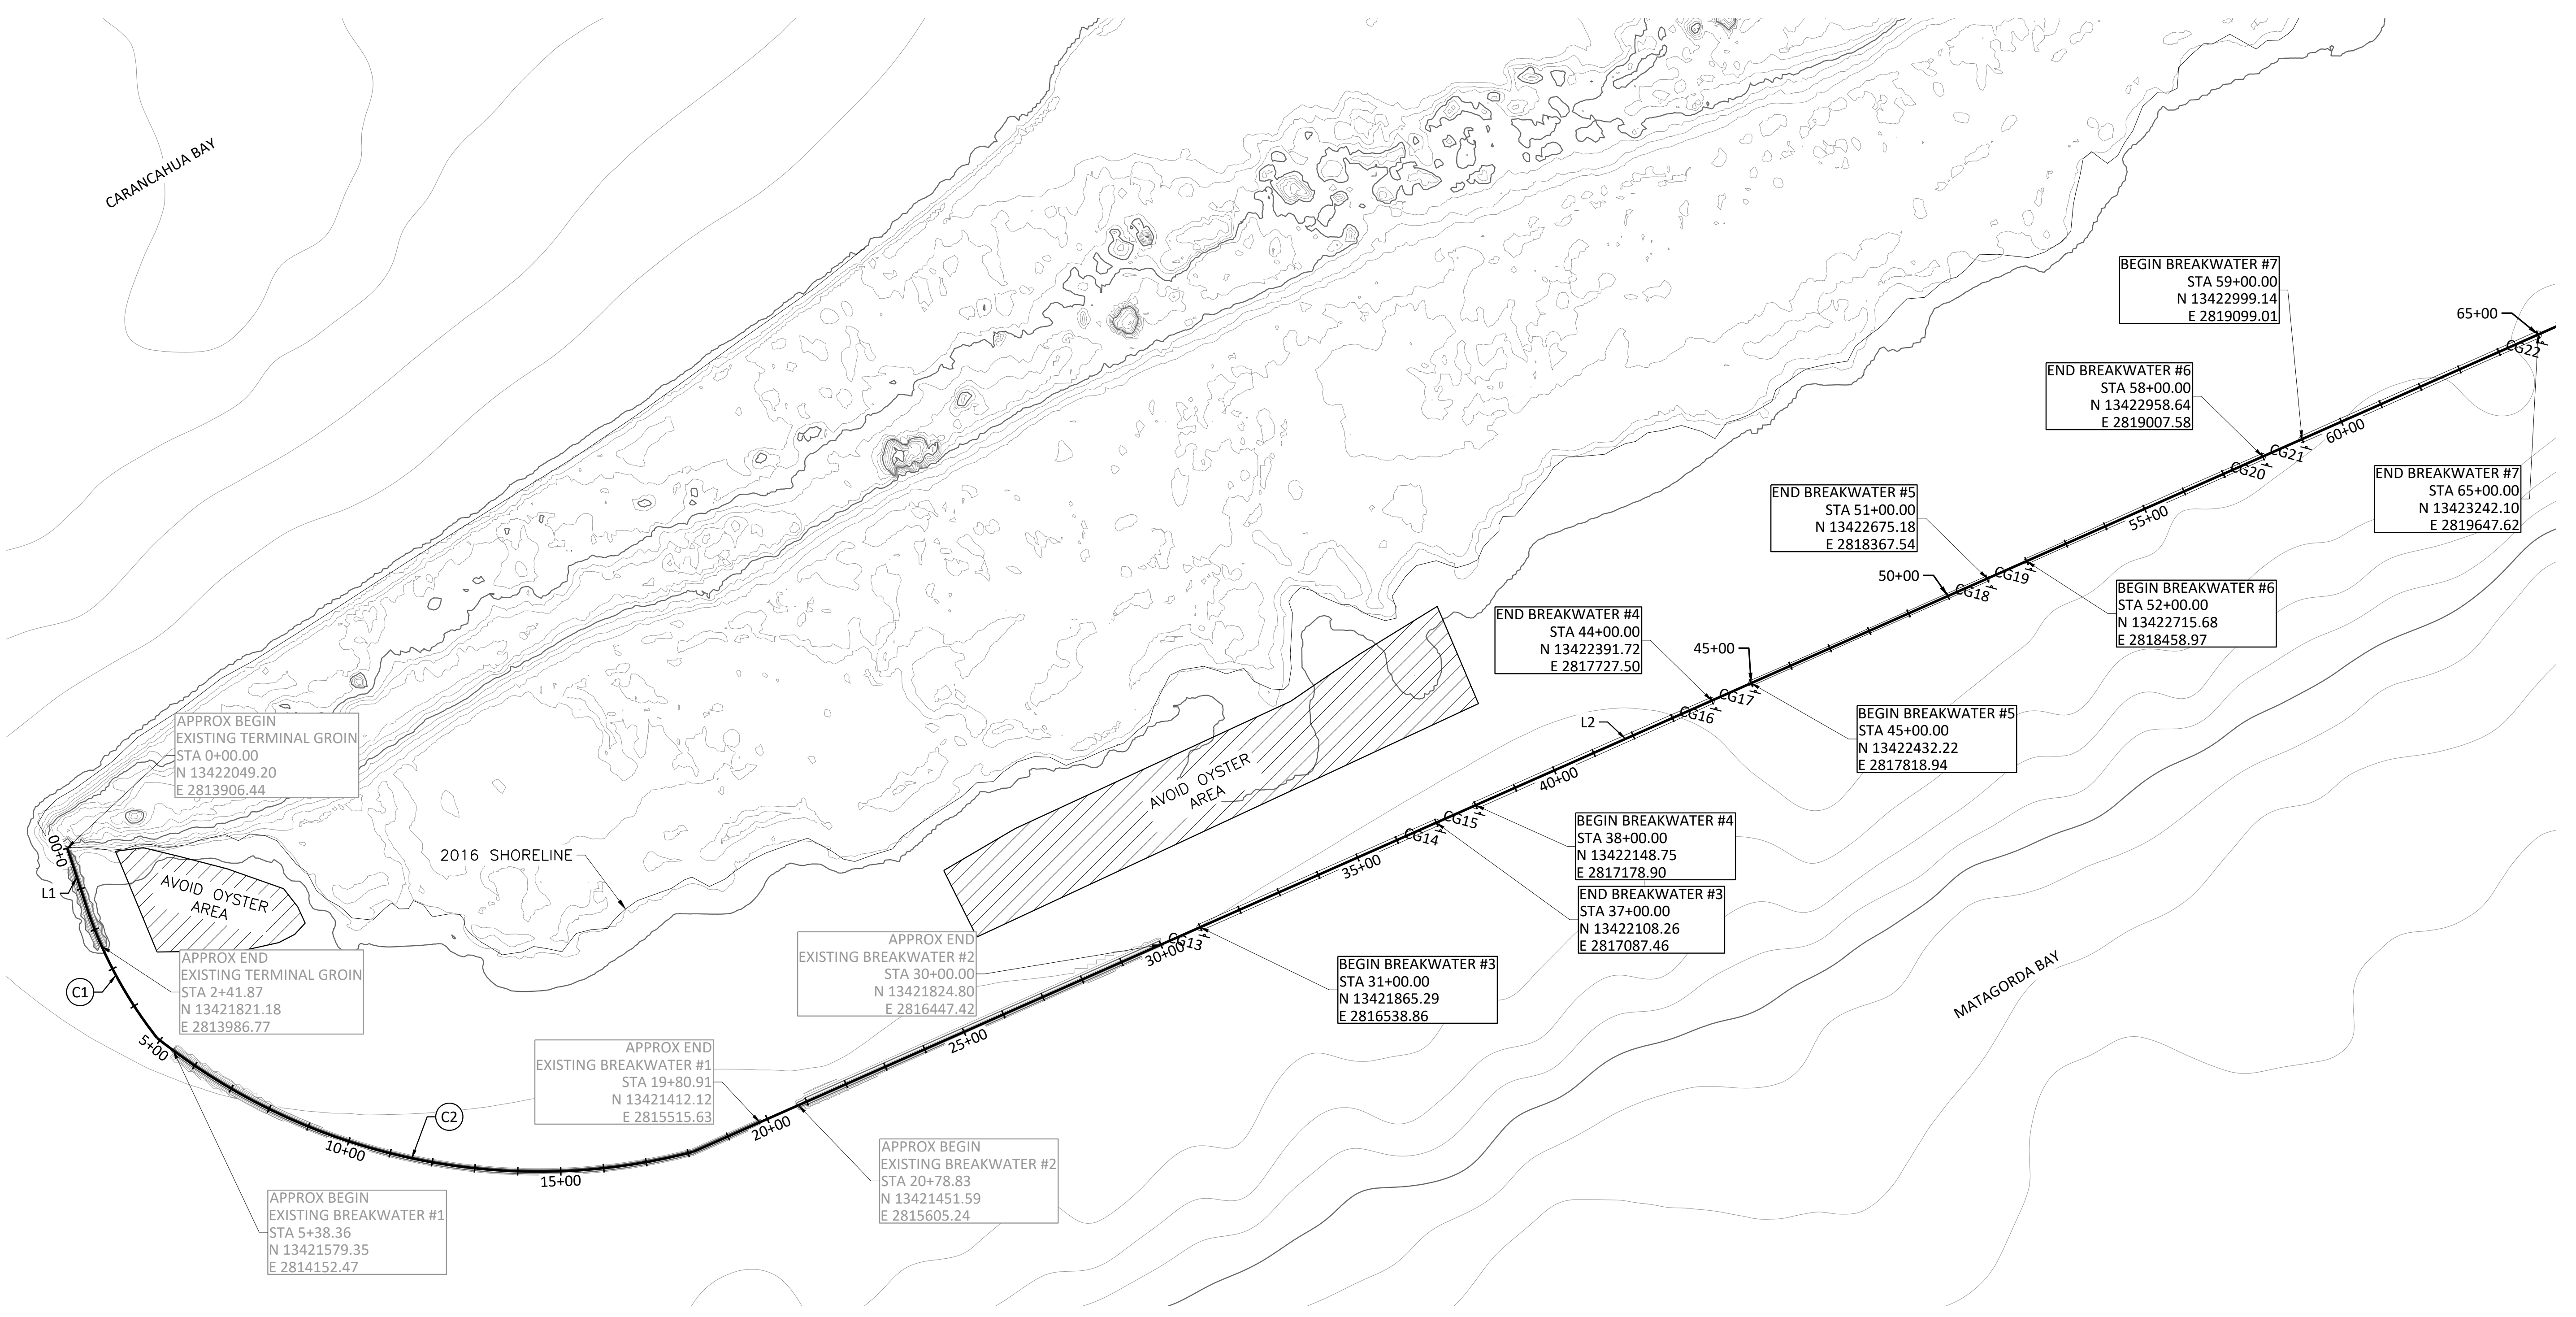 CARANCAHUA BAY
BEGIN BREAKWATER #7
STA 59+00.00
N 13422999.14
E 2819099.01
65+00
CG22
END BREAKWATER #6
STA 58+00.00
N 13422958.64
E 2819007.58
60+00
CG21
CG20
END BREAKWATER #7
STA 65+00.00
N 13423242.10
E 2819647.62
END BREAKWATER #5
STA 51+00.00
N 13422675.18
E 2818367.54
55+00
50+00
CG19
CG18
BEGIN BREAKWATER #6
STA 52+00.00
N 13422715.68
E 2818458.97
END BREAKWATER #4
STA 44+00.00
N 13422391.72
E 2817727.50
45+00
CG17
CG16
L2
BEGIN BREAKWATER #5
STA 45+00.00
N 13422432.22
E 2817818.94
APPROX BEGIN
EXISTING TERMINAL GROIN
STA 0+00.00
N 13422049.20
E 2813906.44
AVOID OYSTER
AREA
40+00
CG15
CG14
BEGIN BREAKWATER #4
STA 38+00.00
N 13422148.75
E 2817178.90
0+00
2016 SHORELINE
35+00
L1
AVOID OYSTER
AREA
END BREAKWATER #3
STA 37+00.00
N 13422108.26
E 2817087.46
APPROX END
EXISTING BREAKWATER #2
STA 30+00.00
N 13421824.80
E 2816447.42
CG13
30+00
APPROX END
EXISTING TERMINAL GROIN
STA 2+41.87
N 13421821.18
E 2813986.77
C1
BEGIN BREAKWATER #3
STA 31+00.00
N 13421865.29
E 2816538.86
MATAGORDA BAY
5+00
25+00
APPROX END
EXISTING BREAKWATER #1
STA 19+80.91
N 13421412.12
E 2815515.63
C2
20+00
10+00
15+00
APPROX BEGIN
EXISTING BREAKWATER #2
STA 20+78.83
N 13421451.59
E 2815605.24
APPROX BEGIN
EXISTING BREAKWATER #1
STA 5+38.36
N 13421579.35
E 2814152.47